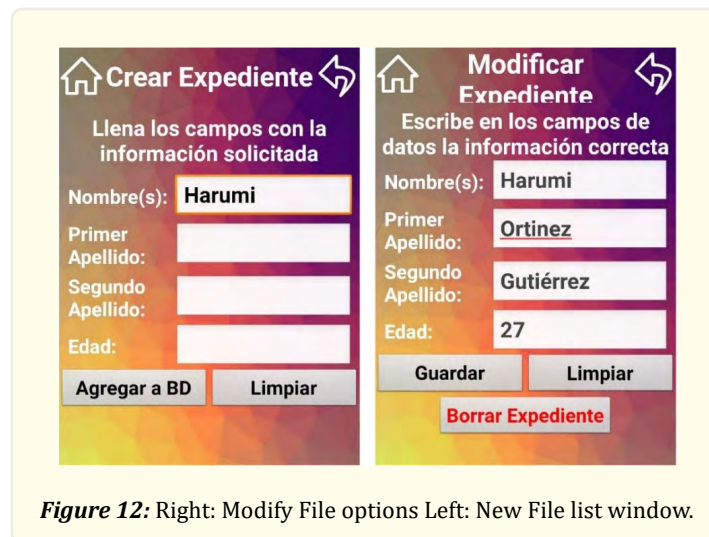 Crear Expediente
Llena los campos con la
información solicitada
Nombre(s): Harumi
Primer
Apellido:
Segundo
Apellido:
Edad:
Agregar a BD Limpiar
Modificar
Expediente
Escribe en los campos de
datos la información correcta
Nombre(s): Harumi
Primer
Apellido: Ortinez
Segundo
Apellido: Gutiérrez
Edad: 27
Guardar Limpiar
Borrar Expediente
Figure 12: Right: Modify File options Left: New File list window.